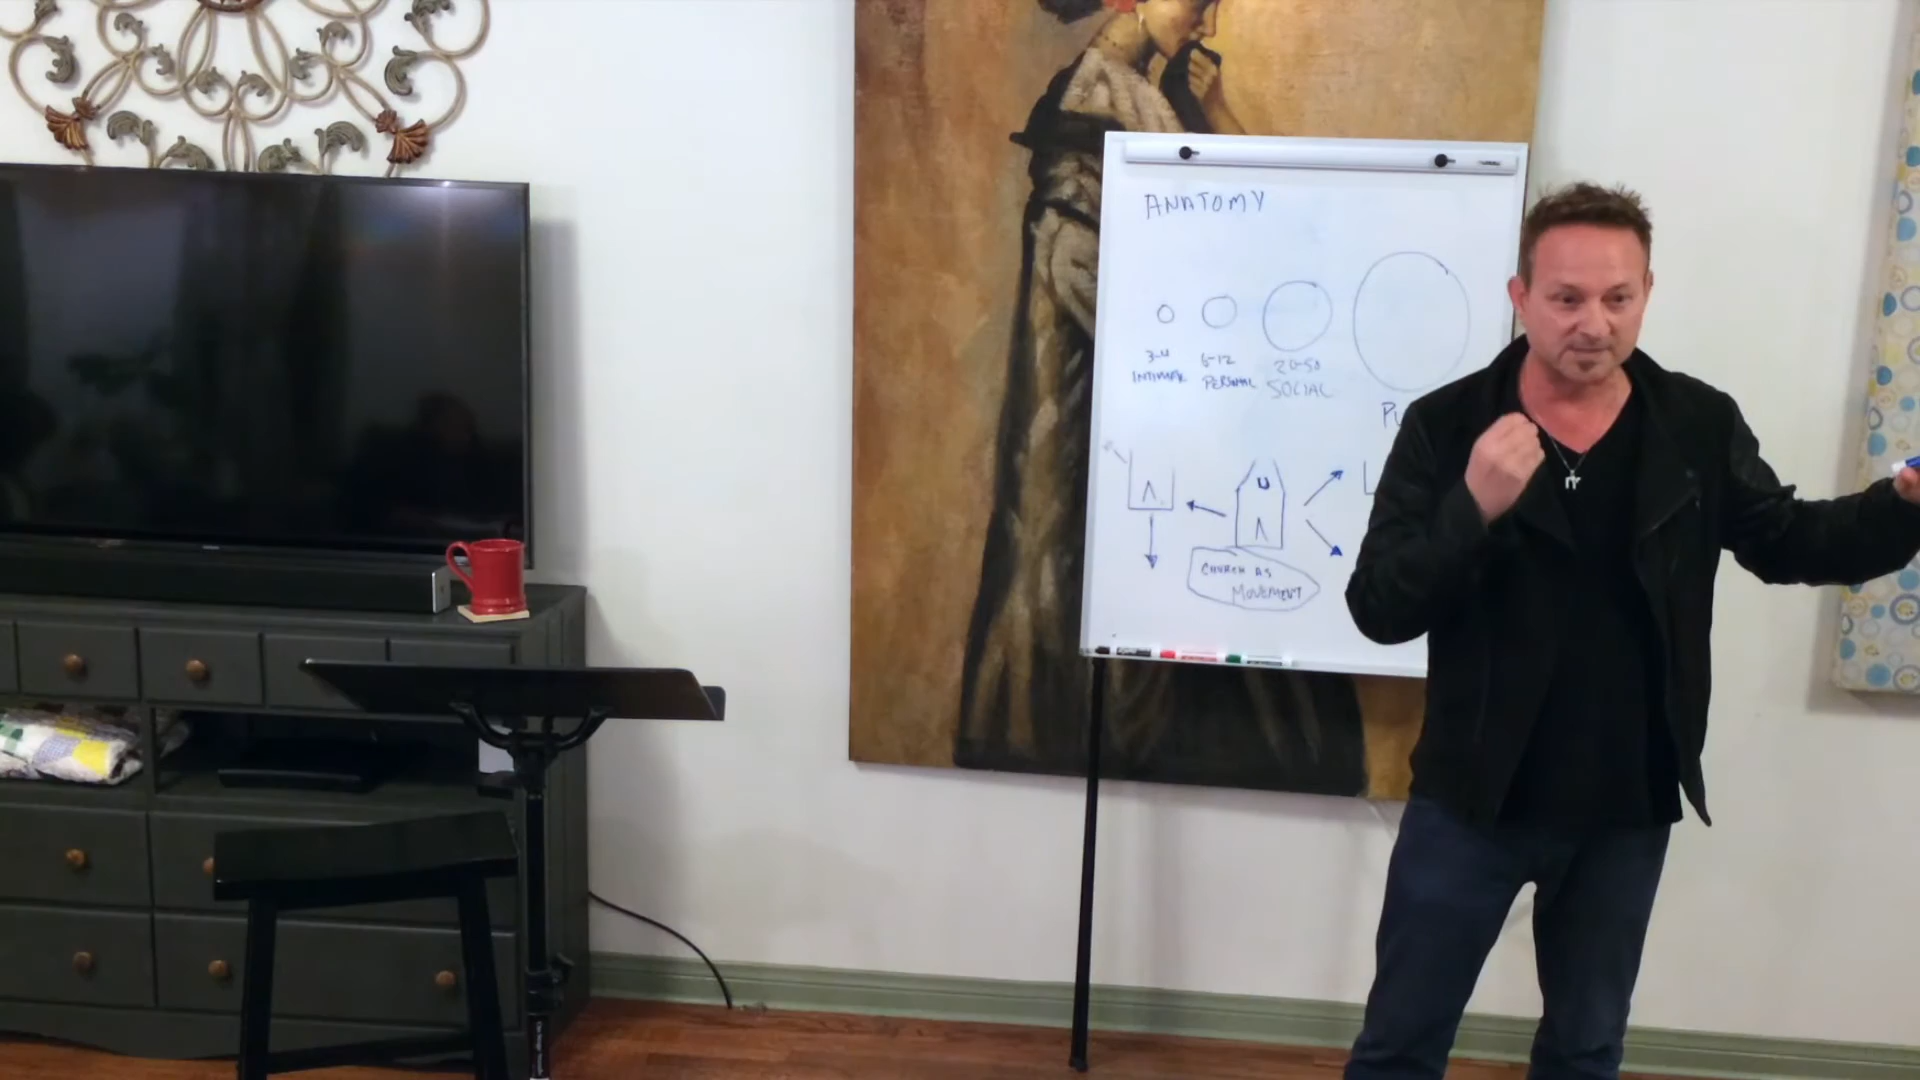 ANATOMY
3-4 6-12 20-50
INTIMATE PERSONAL SOCIAL
CHURCH AS
MOVEMENT